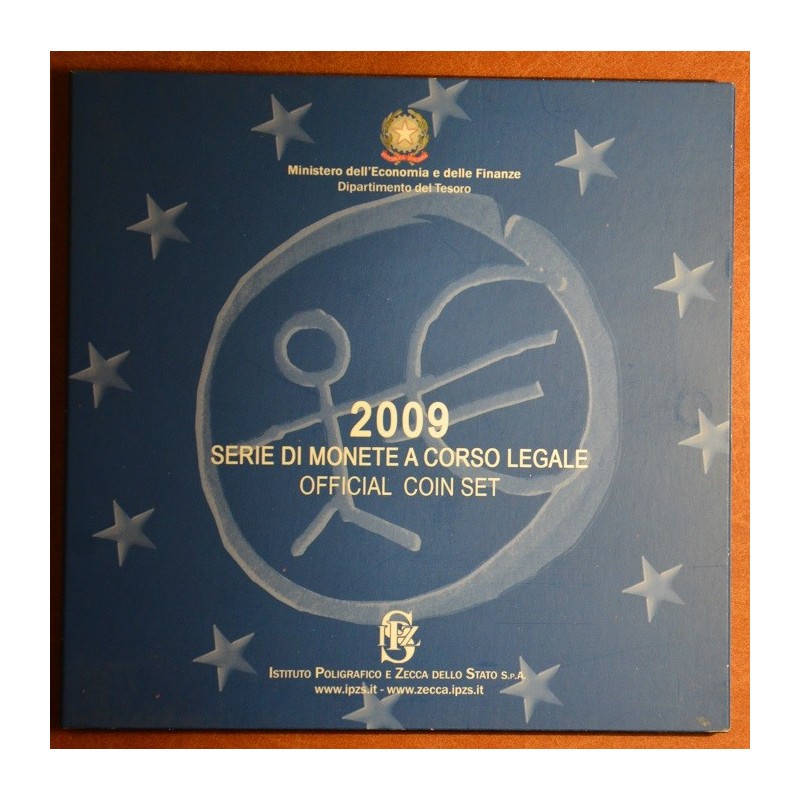 Ministero dell'Economia e delle Finanze
Dipartimento del Tesoro
2009
SERIE DI MONETE A CORSO LEGALE
OFFICIAL COIN SET
IPZS
ISTITUTO POLIGRAFICO E ZECCA DELLO STATO S.P.A.
www.ipzs.it - www.zecca.ipzs.it